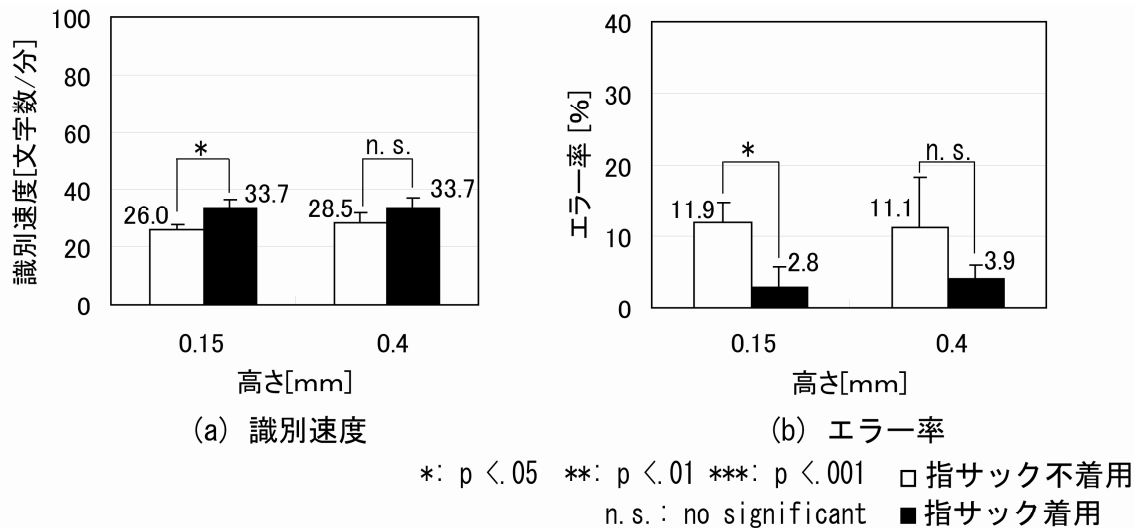 100
80
60
40
20
0
識別速度[文字数/分]
*
n.s.
26.0
33.7
28.5
33.7
0.15
0.4
高さ[mm]
(a) 識別速度
40
30
20
10
0
エラー率 [%]
*
n.s.
11.9
2.8
11.1
3.9
0.15
0.4
高さ[mm]
(b) エラー率
*: p <.05 **: p <.01 ***: p <.001 □ 指サック不着用
n.s.: no significant ■ 指サック着用